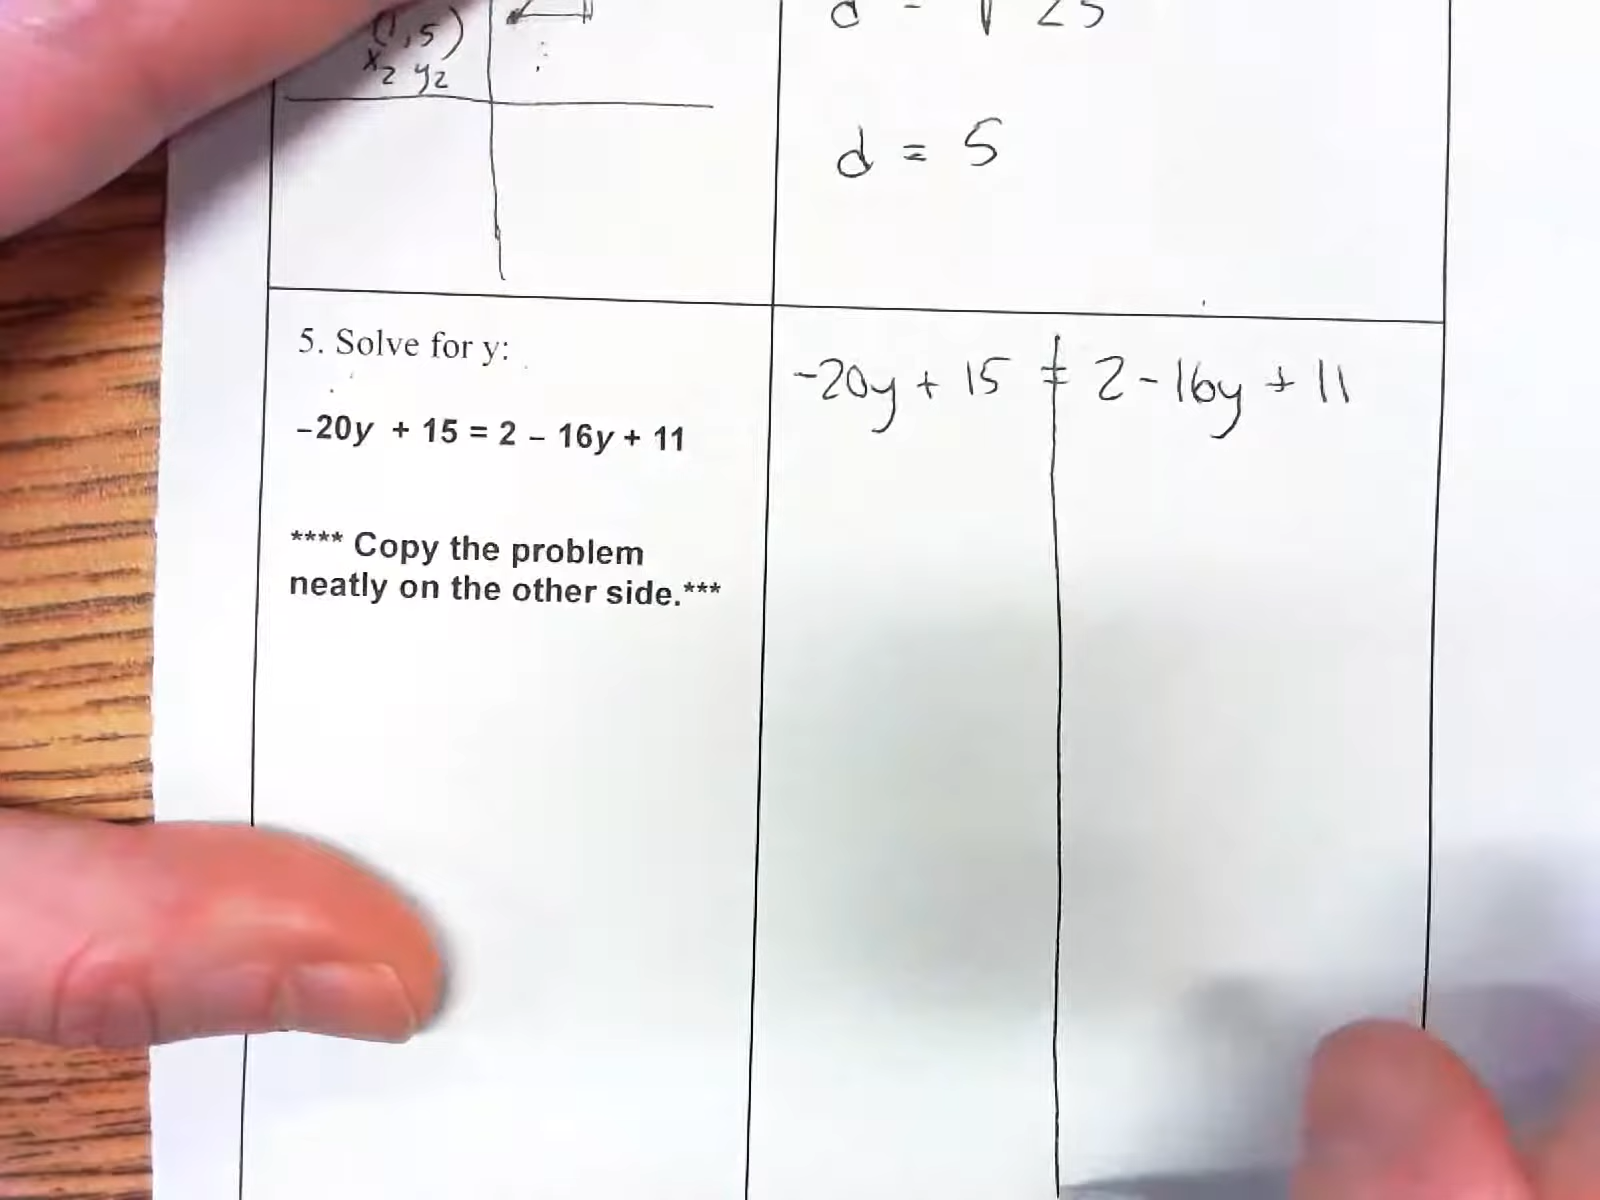 (1, 5)
x2 y2
d = √25
d = 5
5. Solve for y:
−20y + 15 = 2 − 16y + 11
**** Copy the problem
neatly on the other side.***
-20y + 15 = 2 - 16y + 11